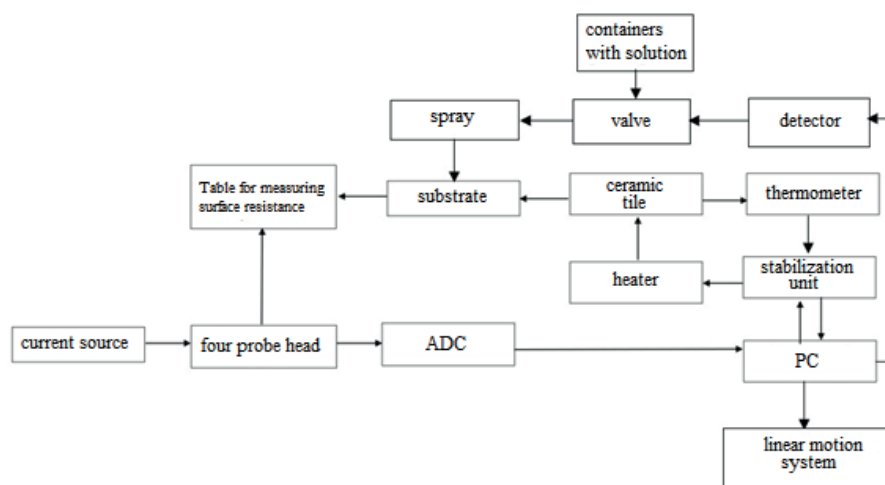 containers
with solution
spray
valve
detector
Table for measuring
surface resistance
substrate
ceramic
tile
thermometer
heater
stabilization
unit
current source
four probe head
ADC
PC
linear motion
system